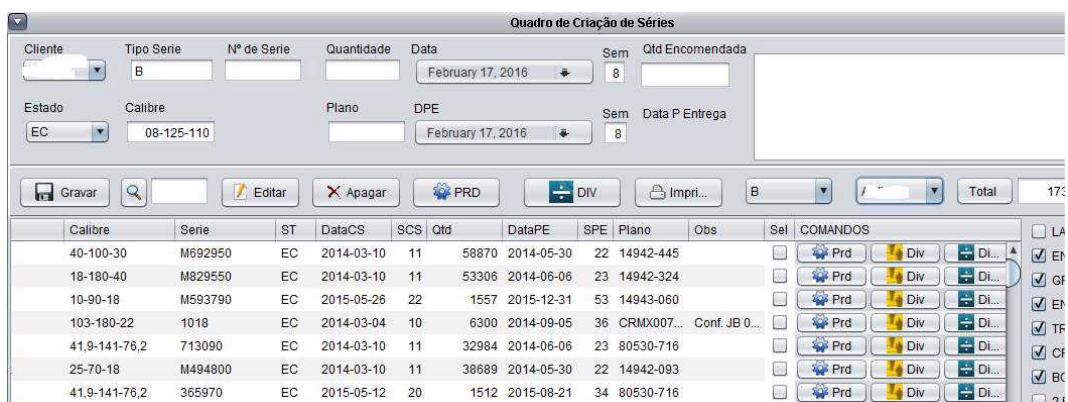 Quadro de Criação de Séries
Cliente Tipo Serie Nº de Serie Quantidade Data Sem Qtd Encomendada
B February 17, 2016 8
Estado Calibre Plano DPE Sem Data P Entrega
EC 08-125-110 February 17, 2016 8
Gravar Editar Apagar PRD DIV Impri... B / Total 173
Calibre Serie ST DataCS SCS Qtd DataPE SPE Plano Obs Sel COMANDOS
40-100-30 M692950 EC 2014-03-10 11 58870 2014-05-30 22 14942-445 Prd Div Di...
18-180-40 M829550 EC 2014-03-10 11 53306 2014-06-06 23 14942-324 Prd Div Di...
10-90-18 M593790 EC 2015-05-26 22 1557 2015-12-31 53 14943-060 Prd Div Di...
103-180-22 1018 EC 2014-03-04 10 6300 2014-09-05 36 CRMX007... Conf. JB 0... Prd Div Di...
41,9-141-76,2 713090 EC 2014-03-10 11 32984 2014-06-06 23 80530-716 Prd Div Di...
25-70-18 M494800 EC 2014-03-10 11 38689 2014-05-30 22 14942-093 Prd Div Di...
41,9-141-76,2 365970 EC 2015-05-12 20 1512 2015-08-21 34 80530-716 Prd Div Di...
LA
EN
GF
EN
TR
CF
BC